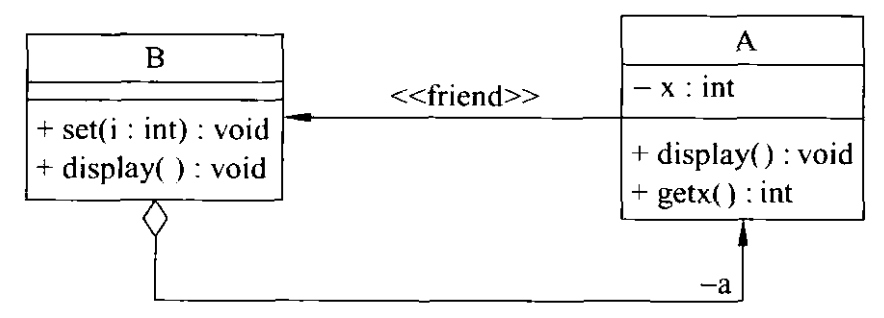 B
+ set(i : int) : void
+ display( ) : void
<<friend>>
A
− x : int
+ display() : void
+ getx( ) : int
−a